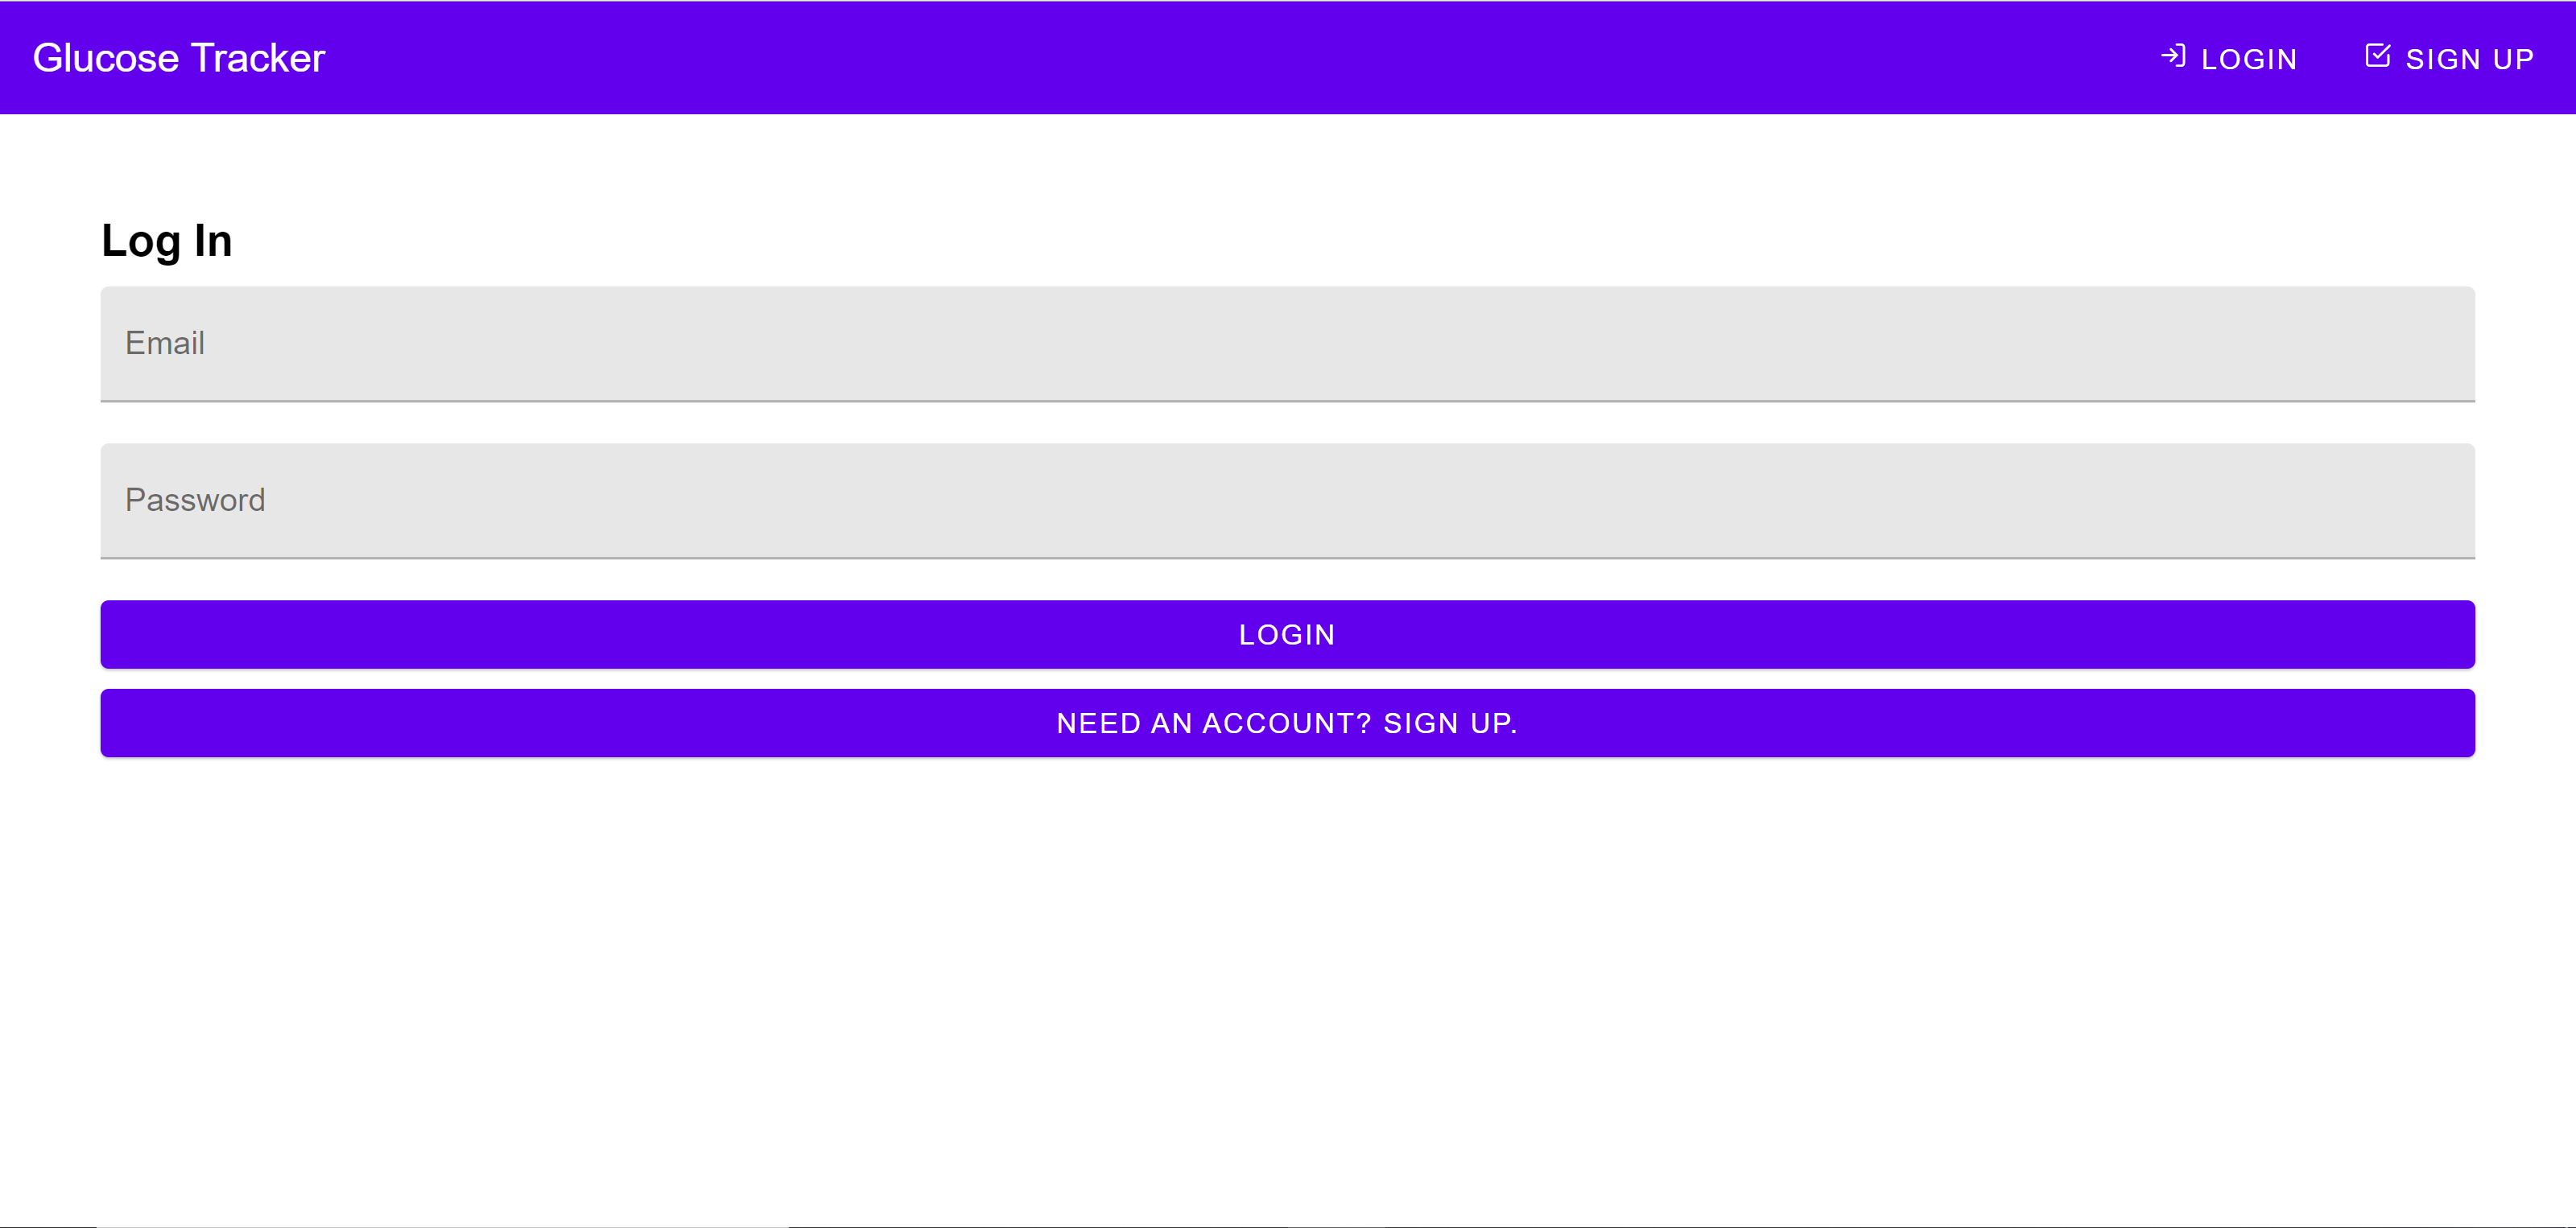 Glucose Tracker
LOGIN
SIGN UP
Log In
Email
Password
LOGIN
NEED AN ACCOUNT? SIGN UP.